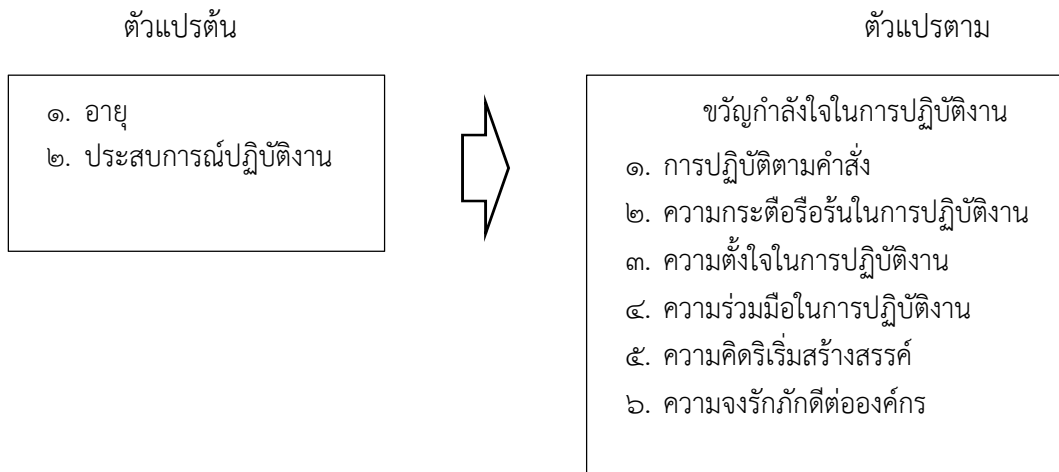 ตัวแปรต้น
ตัวแปรตาม
๑. อายุ
๒. ประสบการณ์ปฏิบัติงาน
ขวัญกำลังใจในการปฏิบัติงาน
๑. การปฏิบัติตามคำสั่ง
๒. ความกระตือรือร้นในการปฏิบัติงาน
๓. ความตั้งใจในการปฏิบัติงาน
๔. ความร่วมมือในการปฏิบัติงาน
๕. ความคิดริเริ่มสร้างสรรค์
๖. ความจงรักภักดีต่อองค์กร